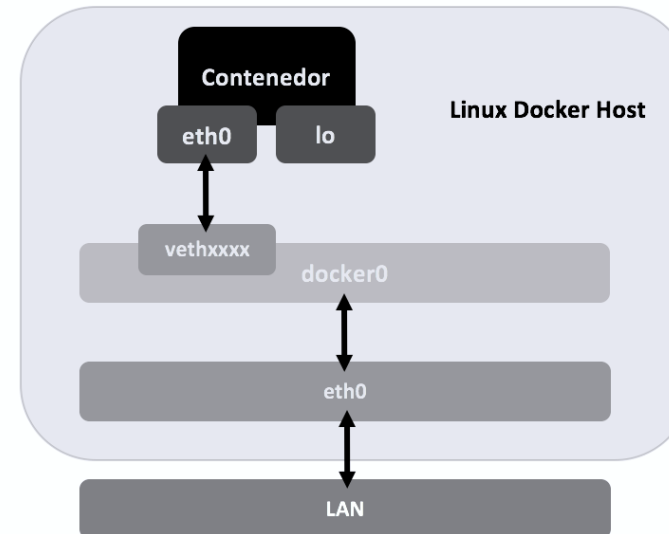 Contenedor
Linux Docker Host
eth0
lo
vethxxxx
docker0
eth0
LAN